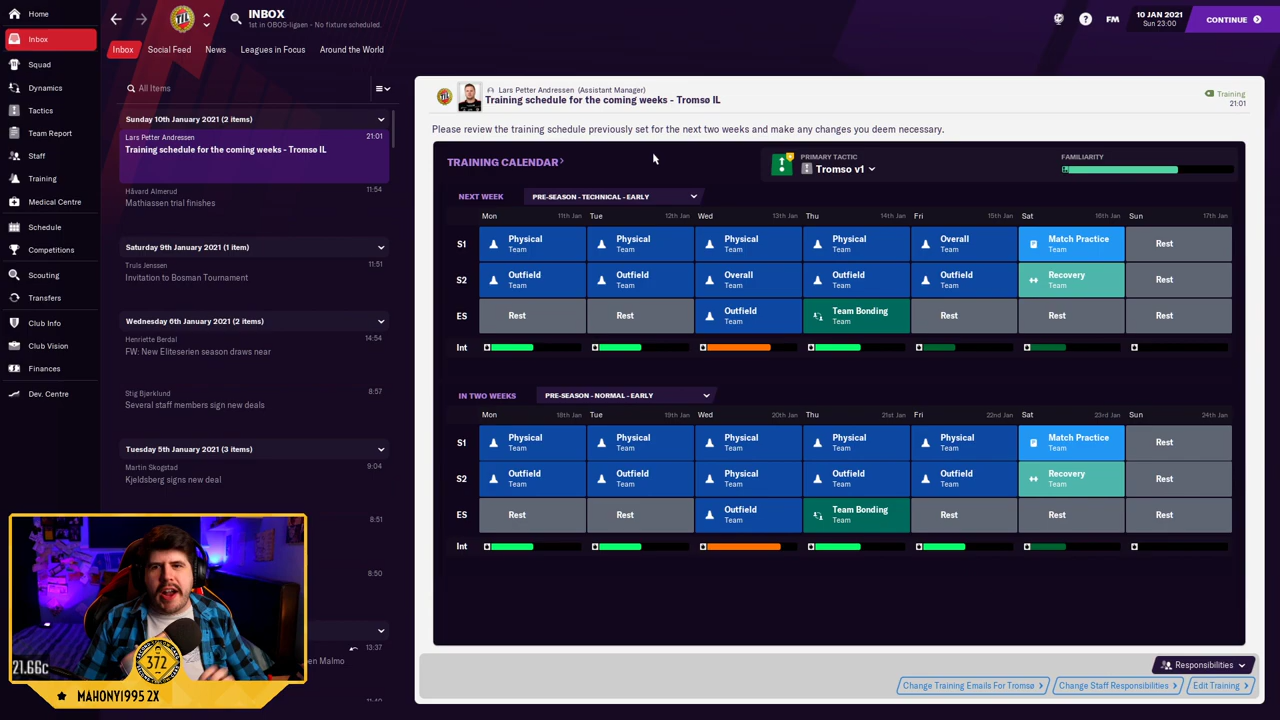 Home
Inbox
Squad
Dynamics
Tactics
Team Report
Staff
Training
Medical Centre
Schedule
Competitions
Scouting
Transfers
Club Info
Club Vision
Finances
Dev. Centre
TIL
INBOX
1st in OBOS-ligaen - No fixture scheduled.
FM
10 JAN 2021
Sun 23:00
CONTINUE
Inbox Social Feed News Leagues in Focus Around the World
All Items
Sunday 10th January 2021 (2 items)
Lars Petter Andressen 21:01
Training schedule for the coming weeks - Tromsø IL
Håvard Almerud 11:54
Mathiassen trial finishes
Saturday 9th January 2021 (1 item)
Truls Jenssen 11:51
Invitation to Bosman Tournament
Wednesday 6th January 2021 (2 items)
Henriette Berdal 14:54
FW: New Eliteserien season draws near
Stig Bjørklund 8:57
Several staff members sign new deals
Tuesday 5th January 2021 (3 items)
Martin Skogstad 9:04
Kjeldsberg signs new deal
8:51
8:50
13:37
en Malmo
11:40
Lars Petter Andressen (Assistant Manager)
Training schedule for the coming weeks - Tromsø IL
Training
21:01
Please review the training schedule previously set for the next two weeks and make any changes you deem necessary.
TRAINING CALENDAR
PRIMARY TACTIC
Tromso v1
FAMILIARITY
NEXT WEEK PRE-SEASON - TECHNICAL - EARLY
Mon 11th Jan Tue 12th Jan Wed 13th Jan Thu 14th Jan Fri 15th Jan Sat 16th Jan Sun 17th Jan
S1 Physical Team Physical Team Physical Team Physical Team Overall Team Match Practice Team Rest
S2 Outfield Team Outfield Team Overall Team Outfield Team Outfield Team Recovery Team Rest
ES Rest Rest Outfield Team Team Bonding Team Rest Rest Rest
Int
IN TWO WEEKS PRE-SEASON - NORMAL - EARLY
Mon 18th Jan Tue 19th Jan Wed 20th Jan Thu 21st Jan Fri 22nd Jan Sat 23rd Jan Sun 24th Jan
S1 Physical Team Physical Team Physical Team Physical Team Physical Team Match Practice Team Rest
S2 Outfield Team Outfield Team Physical Team Outfield Team Outfield Team Recovery Team Rest
ES Rest Rest Outfield Team Team Bonding Team Rest Rest Rest
Int
Responsibilities
Change Training Emails For Tromsø
Change Staff Responsibilities
Edit Training
21.66c
372
MAHONY1995 2X